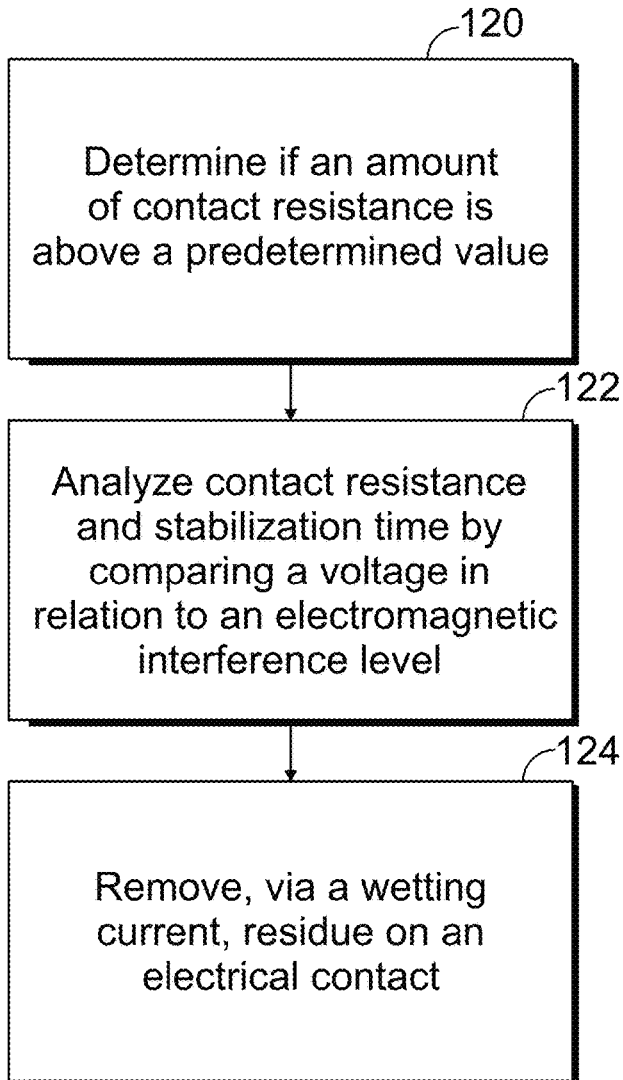 120
Determine if an amount
of contact resistance is
above a predetermined value
122
Analyze contact resistance
and stabilization time by
comparing a voltage in
relation to an electromagnetic
interference level
124
Remove, via a wetting
current, residue on an
electrical contact